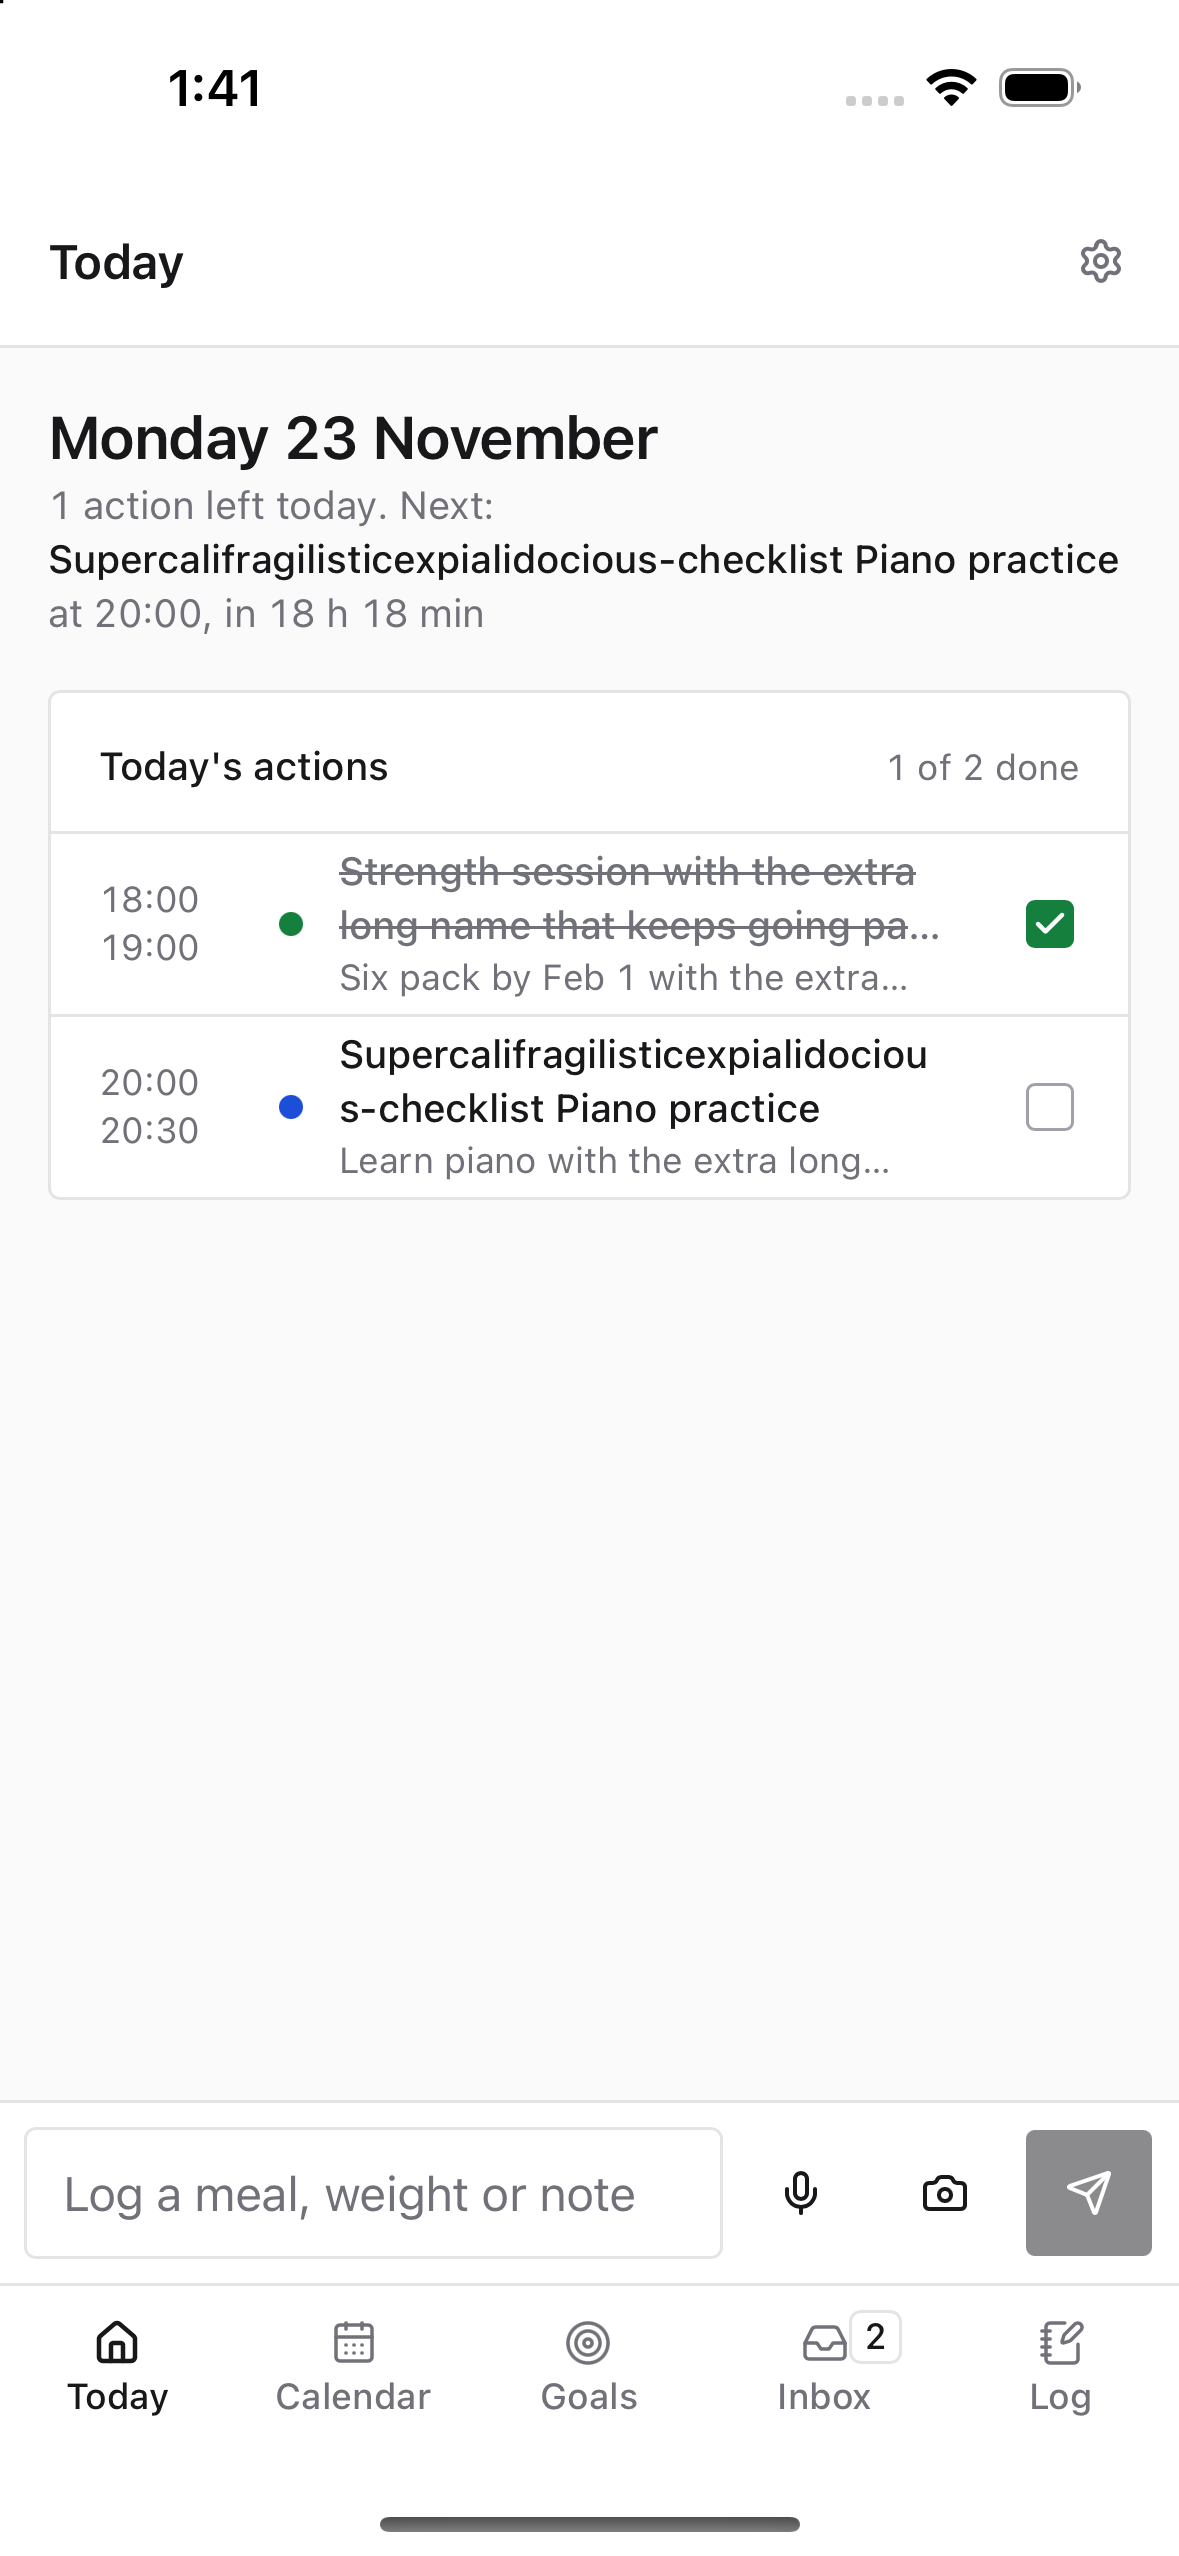 1:41
Today
Monday 23 November
1 action left today. Next:
Supercalifragilisticexpialidocious-checklist Piano practice
at 20:00, in 18 h 18 min
Today's actions
1 of 2 done
18:00
19:00
Strength session with the extra
long name that keeps going pa...
Six pack by Feb 1 with the extra...
20:00
20:30
Supercalifragilisticexpialidociou
s-checklist Piano practice
Learn piano with the extra long...
Log a meal, weight or note
2
Today
Calendar
Goals
Inbox
Log